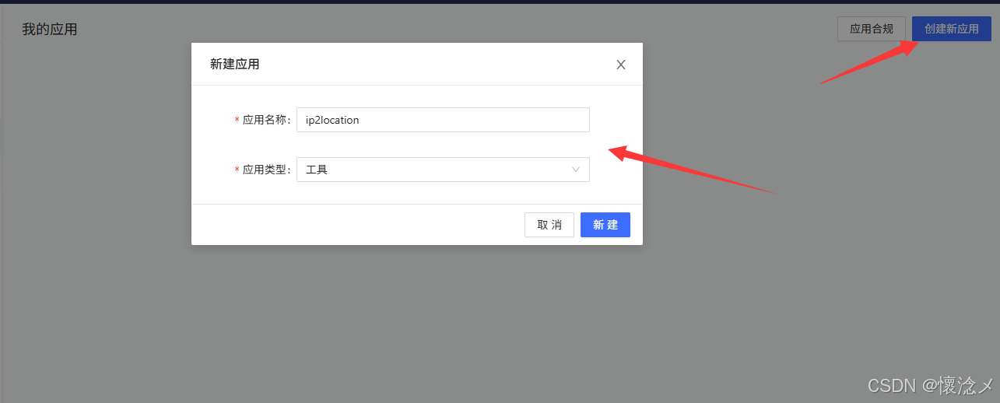 我的应用
应用合规
创建新应用
新建应用
* 应用名称: ip2location
* 应用类型: 工具
取 消
新 建
CSDN @懷淰メ